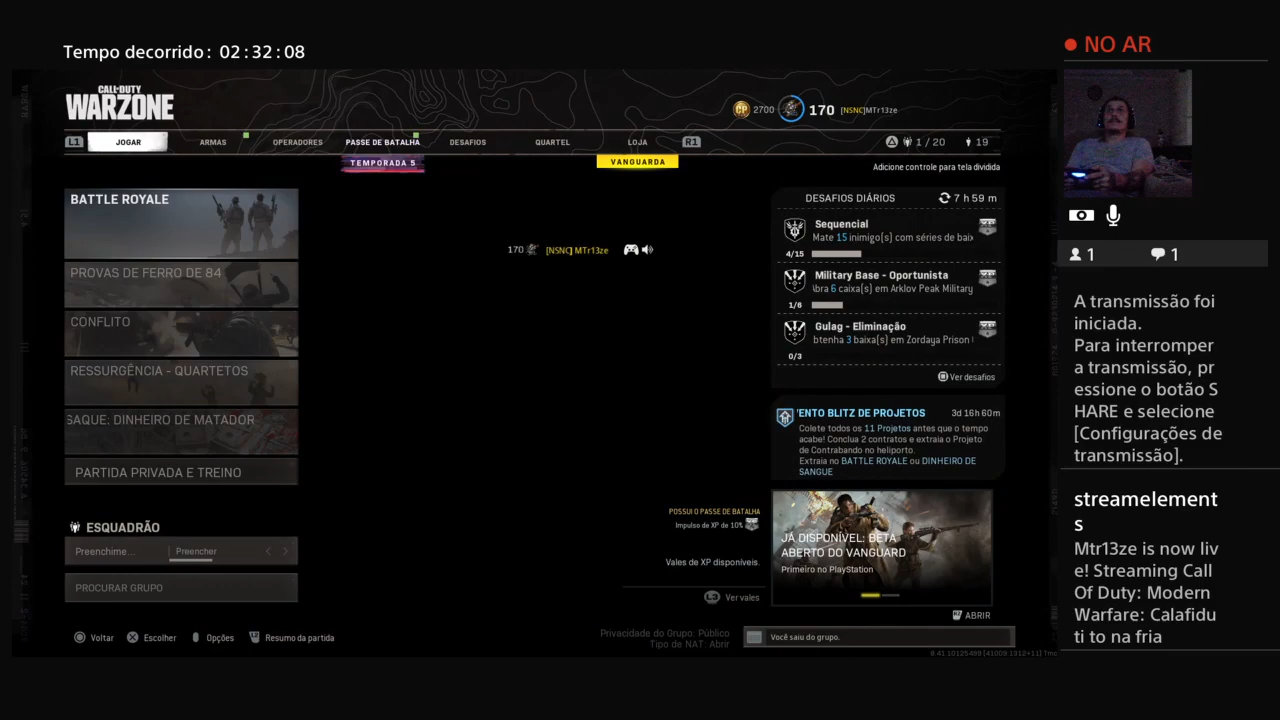 Tempo decorrido: 02:32:08
NO AR
CALL OF DUTY
WARZONE
CP 2700 170 [NSNC]MTr13ze
L1 JOGAR ARMAS OPERADORES PASSE DE BATALHA DESAFIOS QUARTEL LOJA R1 1 / 20 19
TEMPORADA 5 VANGUARDA
Adicione controle para tela dividida
BATTLE ROYALE
PROVAS DE FERRO DE 84
CONFLITO
RESSURGÊNCIA - QUARTETOS
SAQUE: DINHEIRO DE MATADOR
PARTIDA PRIVADA E TREINO
ESQUADRÃO
Preenchime... Preencher
PROCURAR GRUPO
Voltar Escolher Opções Resumo da partida
170 [NSNC] MTr13ze
DESAFIOS DIÁRIOS 7 h 59 m
Sequencial
Mate 15 inimigo(s) com séries de baix
4/15
Military Base - Oportunista
bra 6 caixa(s) em Arklov Peak Military
1/6
Gulag - Eliminação
btenha 3 baixa(s) em Zordaya Prison
0/3
Ver desafios
ENTO BLITZ DE PROJETOS 3d 16h 60m
Colete todos os 11 Projetos antes que o tempo
acabe! Conclua 2 contratos e extraia o Projeto
de Contrabando no heliporto.
Extraia no BATTLE ROYALE ou DINHEIRO DE
SANGUE
POSSUI O PASSE DE BATALHA
Impulso de XP de 10%
Vales de XP disponíveis.
L3 Ver vales
JÁ DISPONÍVEL: BETA
ABERTO DO VANGUARD
Primeiro no PlayStation
ABRIR
Privacidade do Grupo: Público
Tipo de NAT: Abrir
Você saiu do grupo.
1 1
A transmissão foi
iniciada.
Para interromper
a transmissão, pr
essione o botão S
HARE e selecione
[Configurações de
transmissão].
streamelement
s
Mtr13ze is now liv
e! Streaming Call
Of Duty: Modern
Warfare: Calafidu
ti to na fria